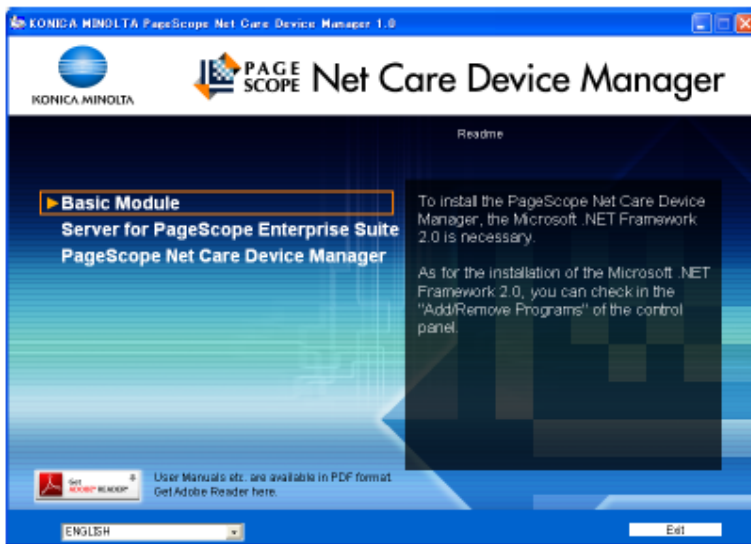 KONICA MINOLTA PageScope Net Care Device Manager 1.0
KONICA MINOLTA
PAGE SCOPE Net Care Device Manager
Readme
Basic Module
Server for PageScope Enterprise Suite
PageScope Net Care Device Manager
To install the PageScope Net Care Device
Manager, the Microsoft .NET Framework
2.0 is necessary.
As for the installation of the Microsoft .NET
Framework 2.0, you can check in the
"Add/Remove Programs" of the control
panel.
Get
ADOBE® READER®
User Manuals etc. are available in PDF format.
Get Adobe Reader here.
ENGLISH
Exit